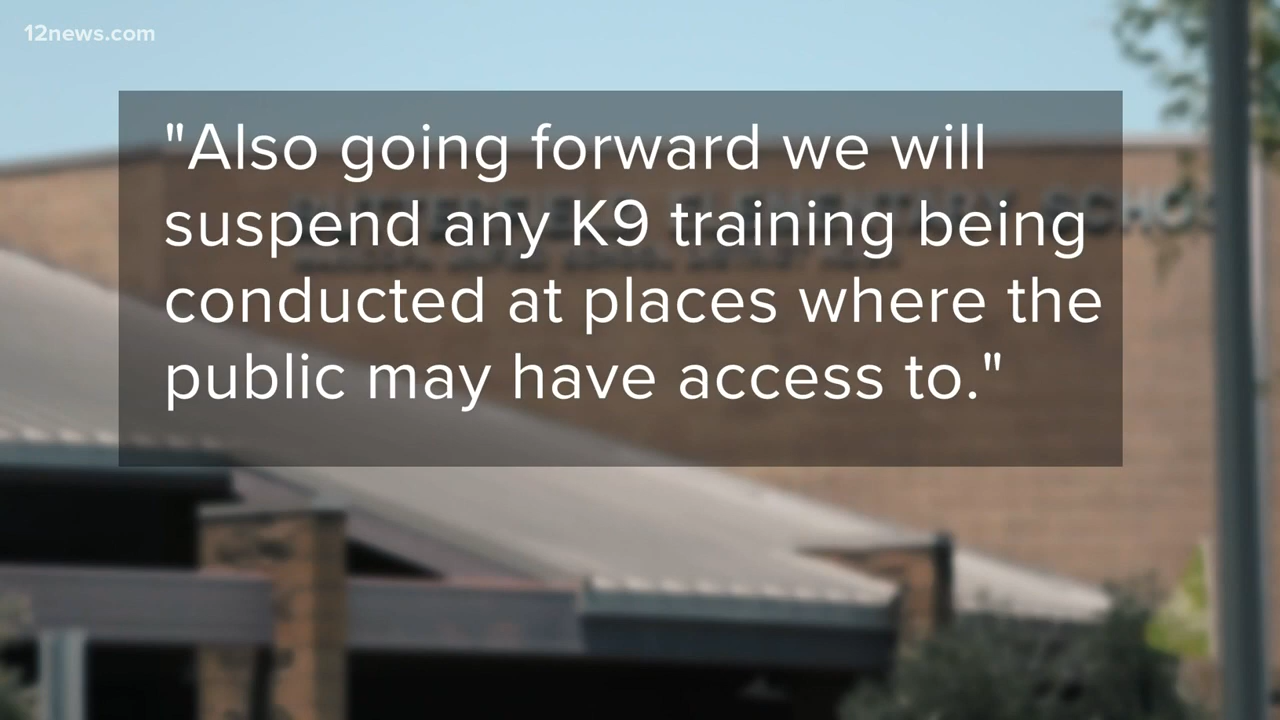 12news.com
"Also going forward we will
suspend any K9 training being
conducted at places where the
public may have access to."